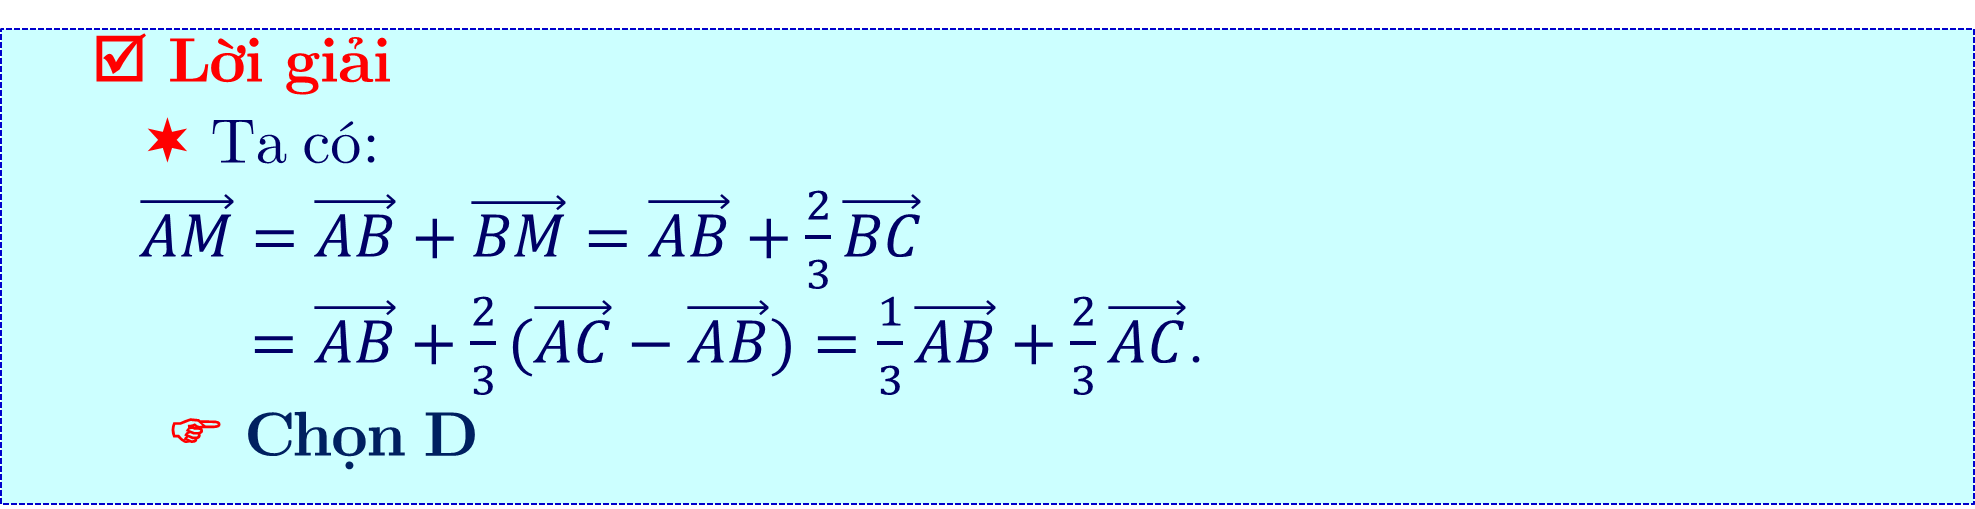 ☑ Lời giải
✶ Ta có:
$\overrightarrow{AM} = \overrightarrow{AB} + \overrightarrow{BM} = \overrightarrow{AB} + \frac{2}{3}\overrightarrow{BC}$
$= \overrightarrow{AB} + \frac{2}{3}(\overrightarrow{AC} - \overrightarrow{AB}) = \frac{1}{3}\overrightarrow{AB} + \frac{2}{3}\overrightarrow{AC}.$
☞ Chọn D